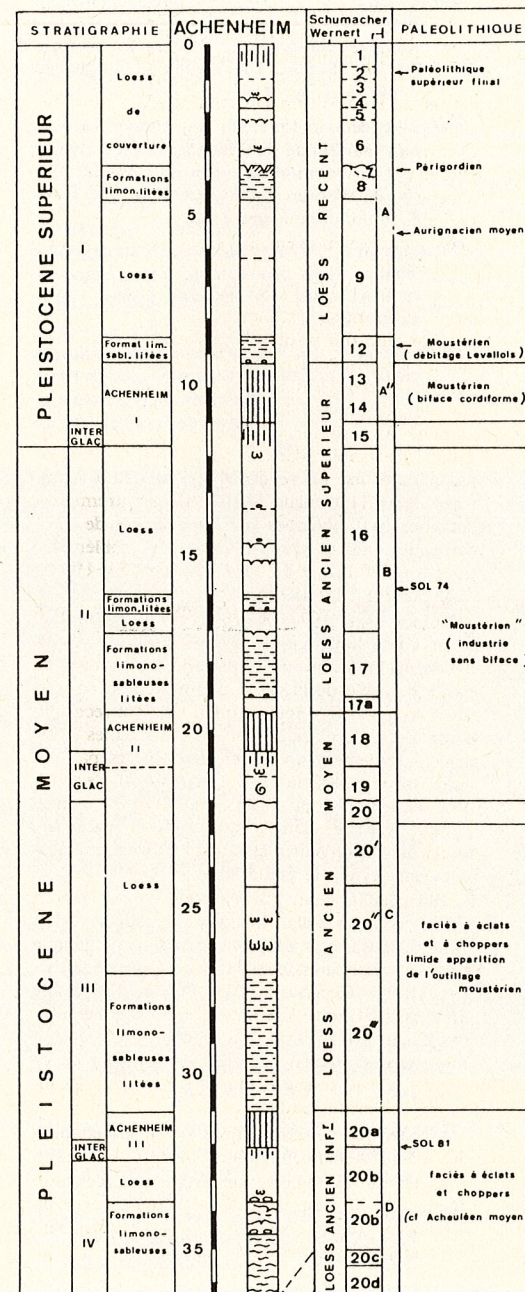 STRATIGRAPHIE
ACHENHEIM
Schumacher
Wernert
PALEOLITHIQUE
0
5
10
15
20
25
30
35
PLEISTOCENE SUPERIEUR
PLEISTOCENE MOYEN
I
II
III
IV
Loess
de
couverture
Formations
limon.litées
Loess
Format lim.
sabl. litées
ACHENHEIM
I
INTER
GLAC
Loess
Formations
limon.litées
Loess
Formations
limono-
sableuses
litées
ACHENHEIM
II
INTER
GLAC
Loess
Formations
limono-
sableuses
litées
ACHENHEIM
III
INTER
GLAC
Loess
Formations
limono-
sableuses
LOESS RECENT
LOESS ANCIEN SUPERIEUR
LOESS ANCIEN MOYEN
LOESS ANCIEN INFr
1
2
3
4
5
6
7
8
9
12
13
14
15
16
17
17a
18
19
20
20'
20"
20'''
20a
20b
20b'
20c
20d
A
A"
B
C
D
Paléolithique
supérieur final
Périgordien
Aurignacien moyen
Moustérien
(débitage Levallois)
Moustérien
(biface cordiforme)
SOL 74
"Moustérien"
(industrie
sans biface)
faciès à éclats
et à choppers
timide apparition
de l'outillage
moustérien
SOL 81
faciès à éclats
et choppers
(cf Acheuléen moyen